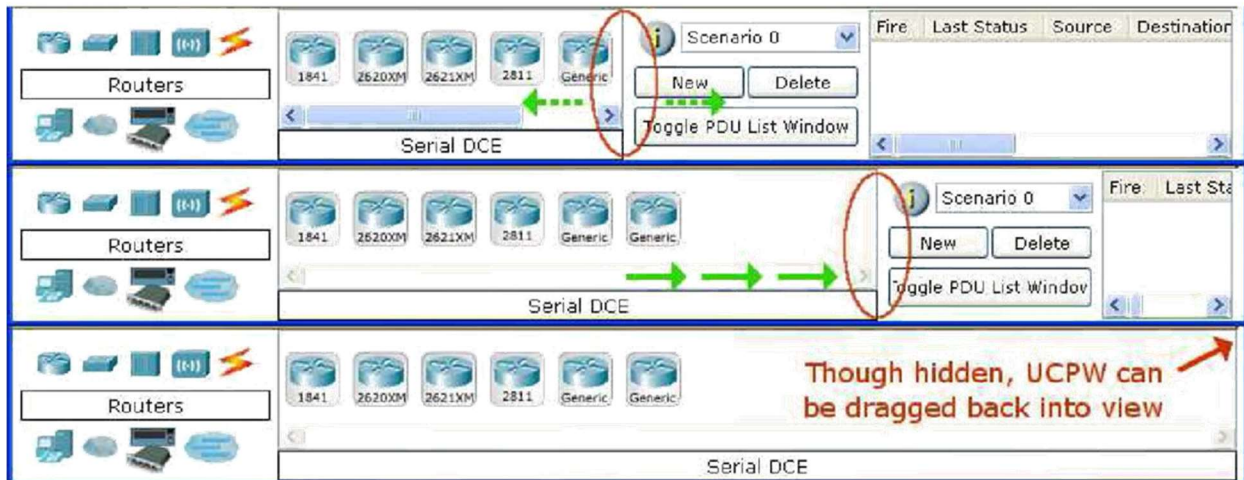 Routers
1841 2620XM 2621XM 2811 Generic
Serial DCE
i Scenario 0
New Delete
Toggle PDU List Window
Fire Last Status Source Destination
Routers
1841 2620XM 2621XM 2811 Generic Generic
Serial DCE
i Scenario 0
New Delete
Toggle PDU List Window
Fire Last Sta
Routers
1841 2620XM 2621XM 2811 Generic Generic
Serial DCE
Though hidden, UCPW can
be dragged back into view